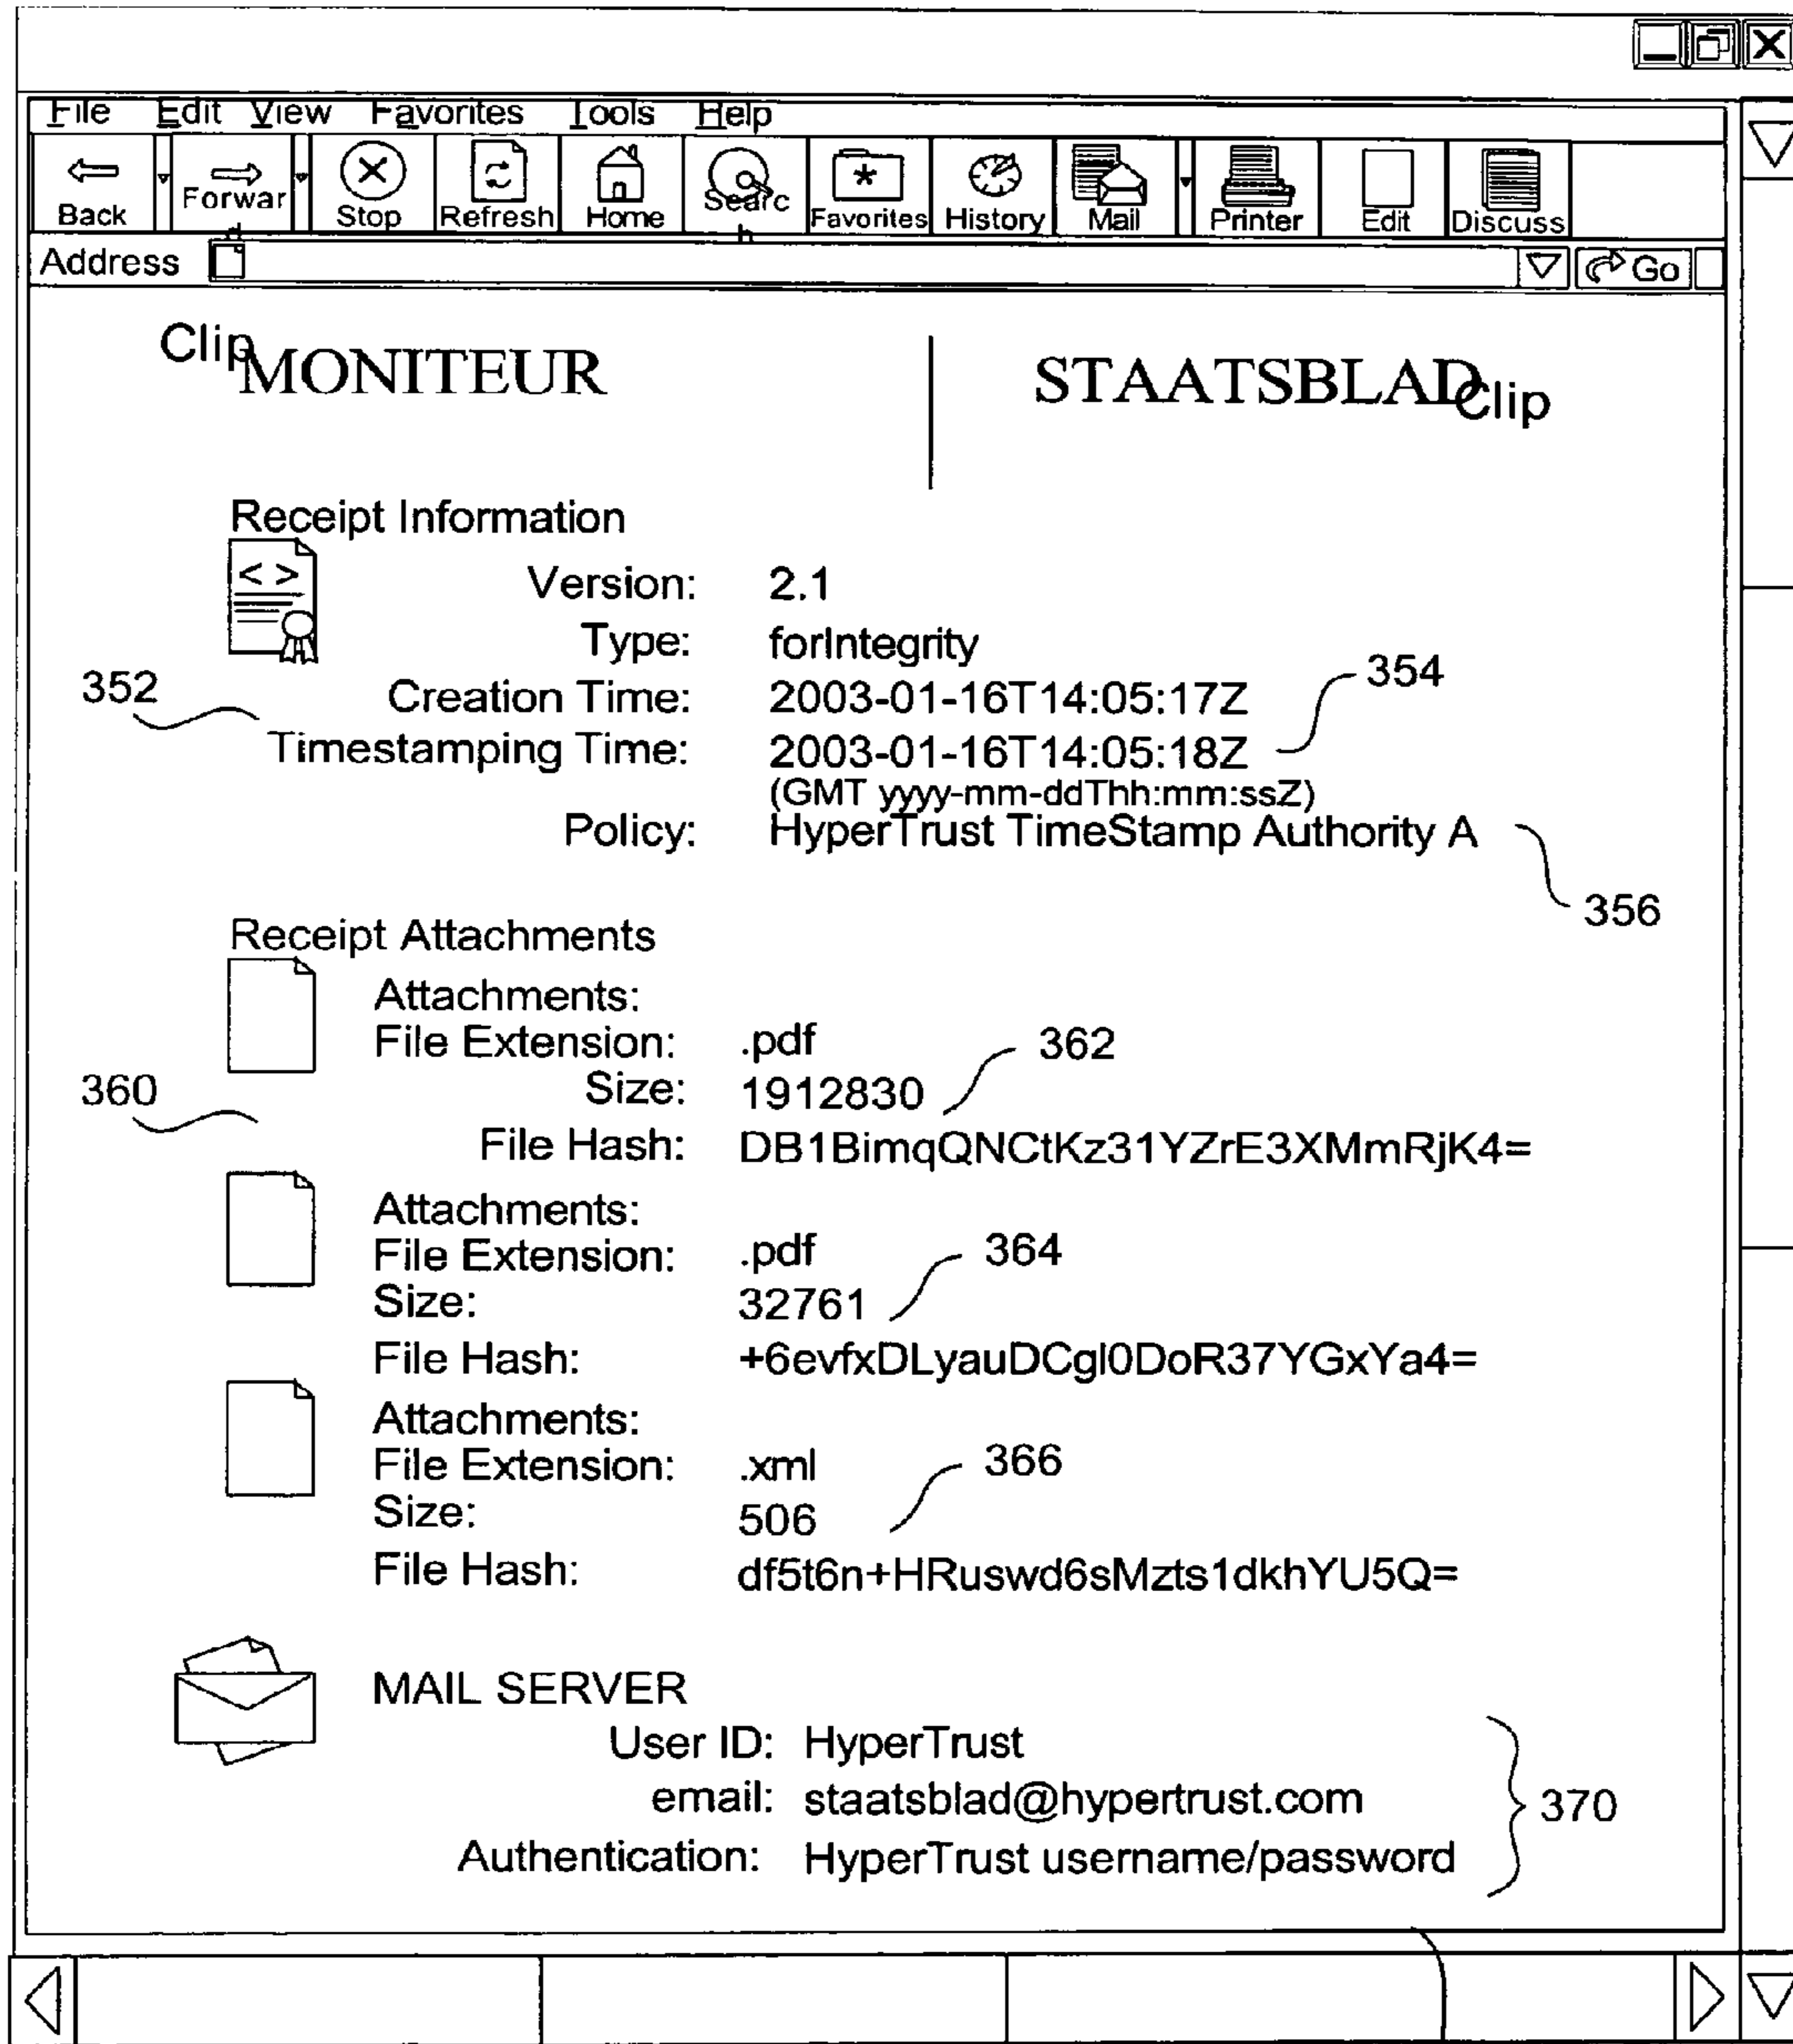 File Edit View Favorites Tools Help
Back Forward Stop Refresh Home Search Favorites History Mail Printer Edit Discuss
Address Go
Clip MONITEUR STAATSBLAD Clip
Receipt Information
< >
Version: 2.1
Type: forIntegrity
354
352
Creation Time: 2003-01-16T14:05:17Z
Timestamping Time: 2003-01-16T14:05:18Z
(GMT yyyy-mm-ddThh:mm:ssZ)
Policy: HyperTrust TimeStamp Authority A
356
Receipt Attachments
Attachments:
File Extension: .pdf
362
360
Size: 1912830
File Hash: DB1BimqQNCtKz31YZrE3XMmRjK4=
Attachments:
File Extension: .pdf
364
Size: 32761
File Hash: +6evfxDLyauDCgl0DoR37YGxYa4=
Attachments:
File Extension: .xml
366
Size: 506
File Hash: df5t6n+HRuswd6sMzts1dkhYU5Q=
MAIL SERVER
User ID: HyperTrust
email: staatsblad@hypertrust.com
370
Authentication: HyperTrust username/password